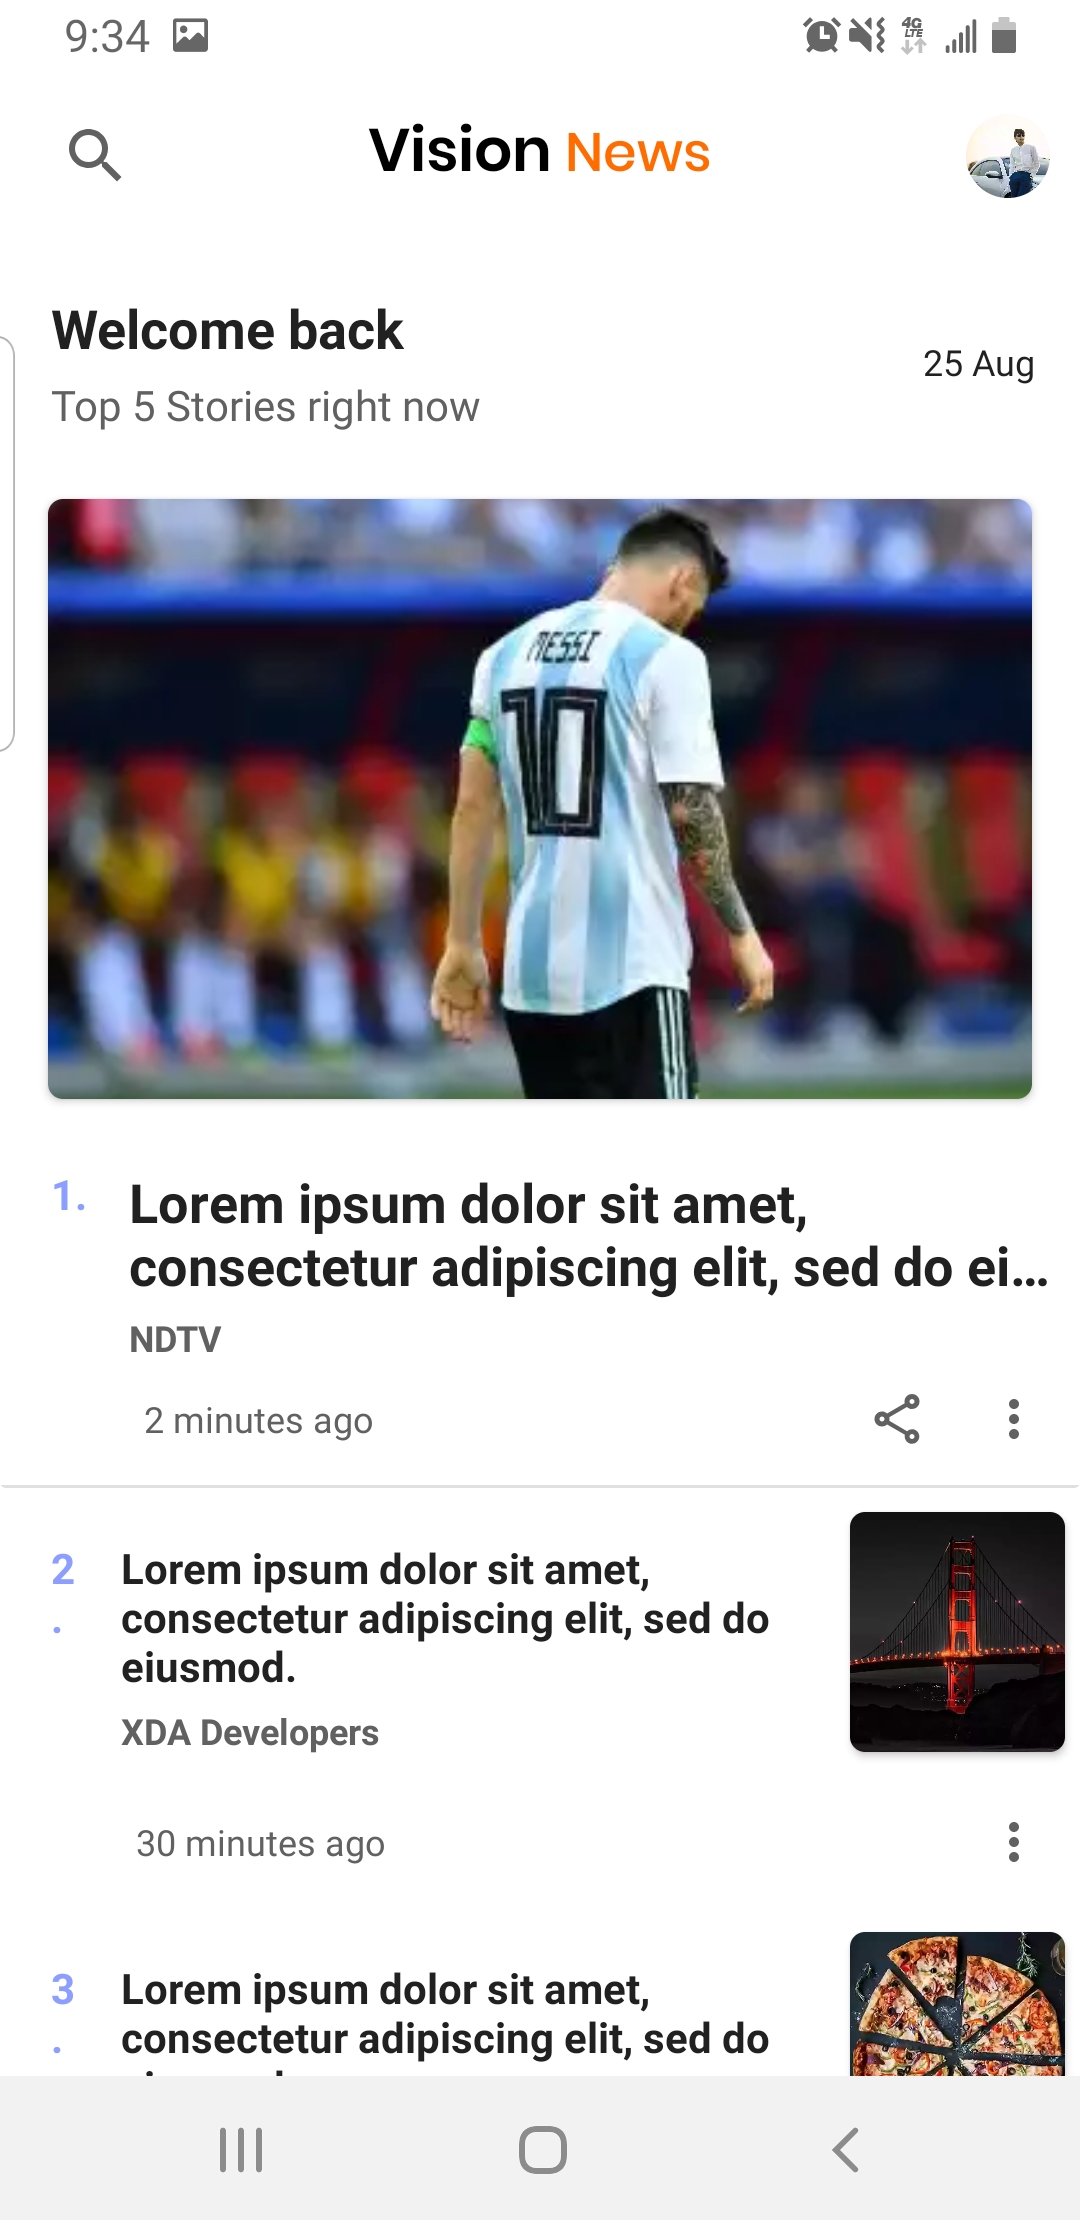 9:34
4G
LTE
Vision News
Welcome back
25 Aug
Top 5 Stories right now
MESSI
10
1. Lorem ipsum dolor sit amet,
consectetur adipiscing elit, sed do ei...
NDTV
2 minutes ago
2 Lorem ipsum dolor sit amet,
. consectetur adipiscing elit, sed do
eiusmod.
XDA Developers
30 minutes ago
3 Lorem ipsum dolor sit amet,
. consectetur adipiscing elit, sed do